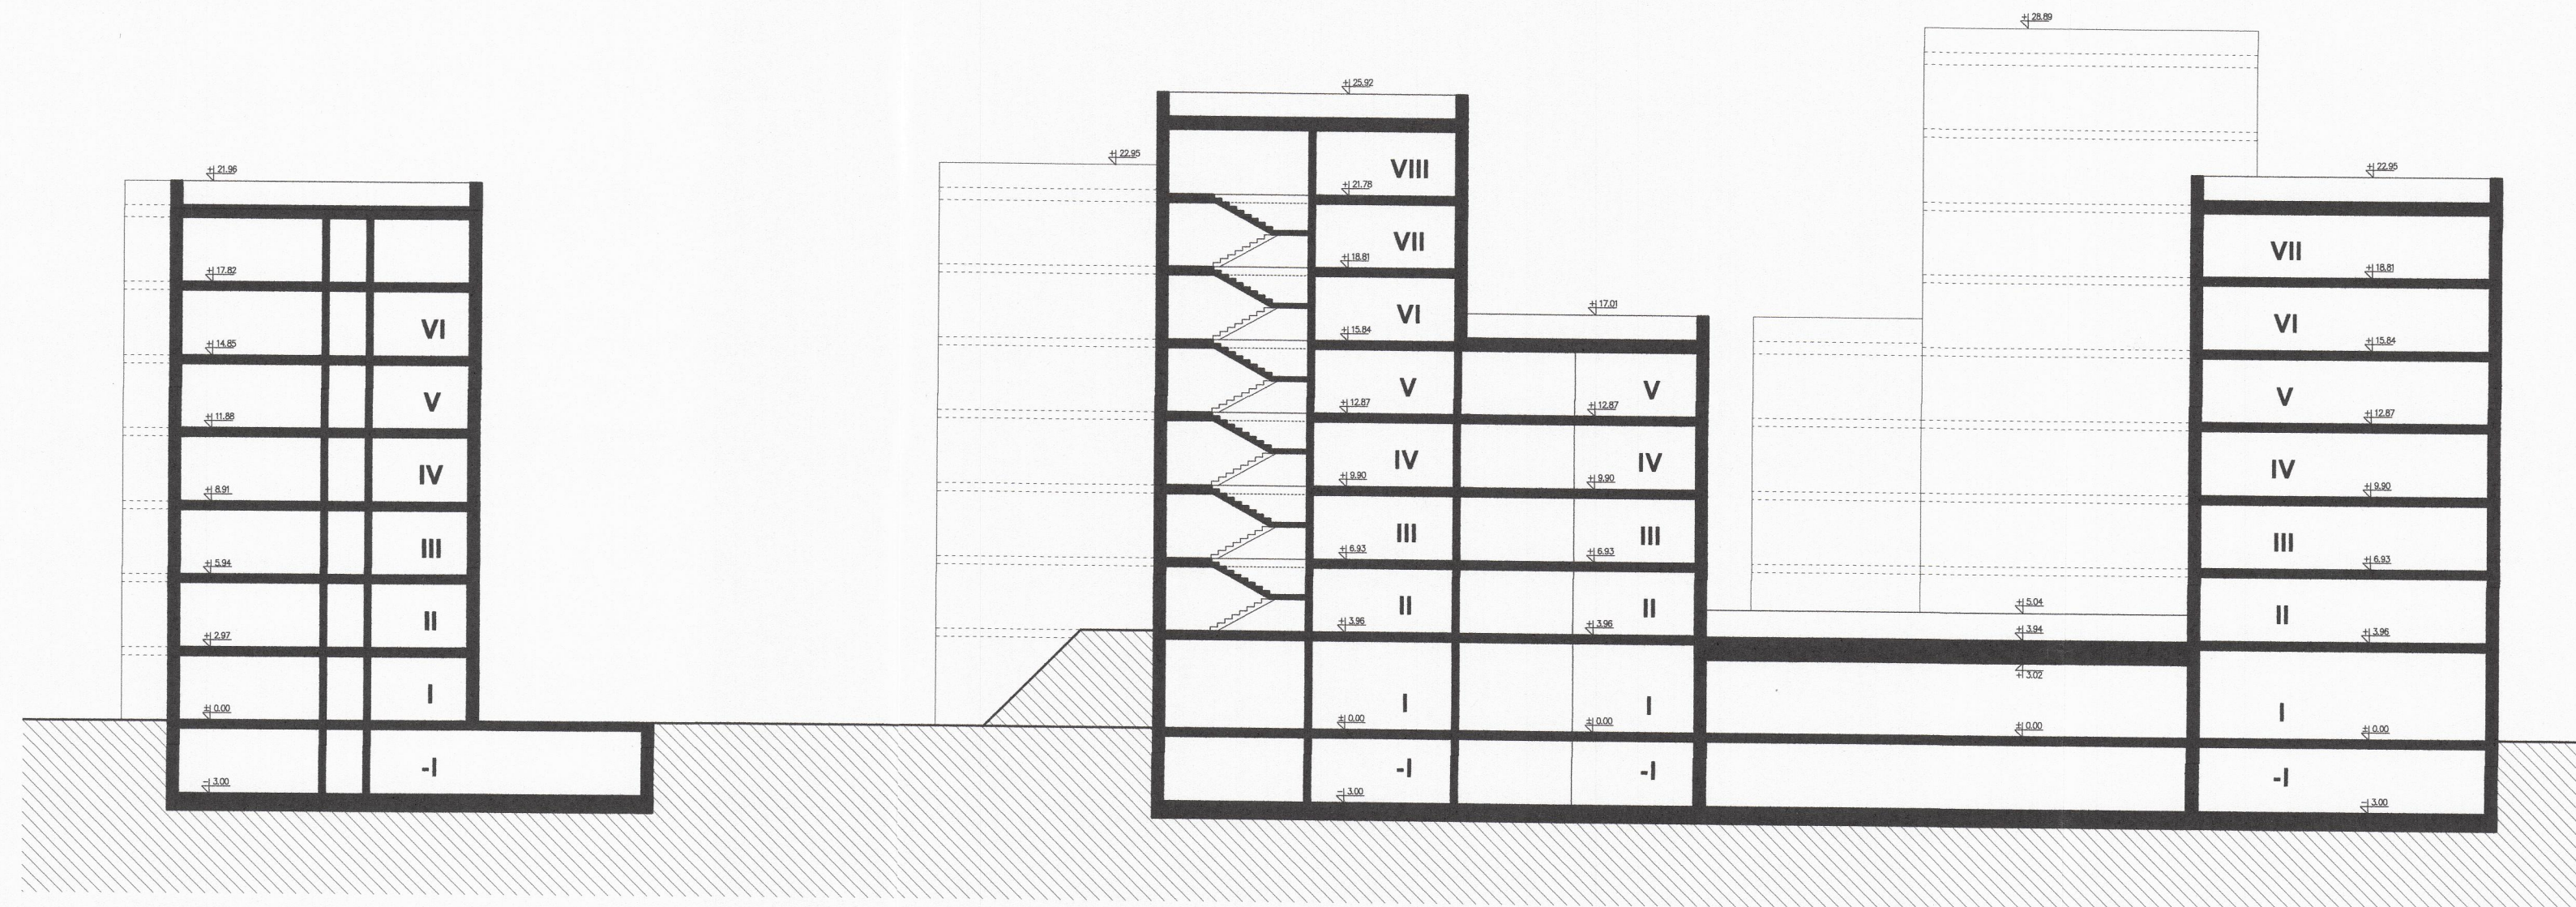 +21.96
+17.82
VI
+14.85
V
+11.88
IV
+8.91
III
+5.94
II
+2.97
I
+0.00
-I
-3.00
+22.95
+25.92
VIII
+21.78
VII
+18.81
VI
+15.84
V
+12.87
IV
+9.90
III
+6.93
II
+3.96
I
+0.00
-I
-3.00
+17.01
V
+12.87
IV
+9.90
III
+6.93
II
+3.96
I
+0.00
-I
+28.89
+5.04
+3.94
+3.02
+0.00
+22.95
VII
+18.81
VI
+15.84
V
+12.87
IV
+9.90
III
+6.93
II
+3.96
I
+0.00
-I
-3.00